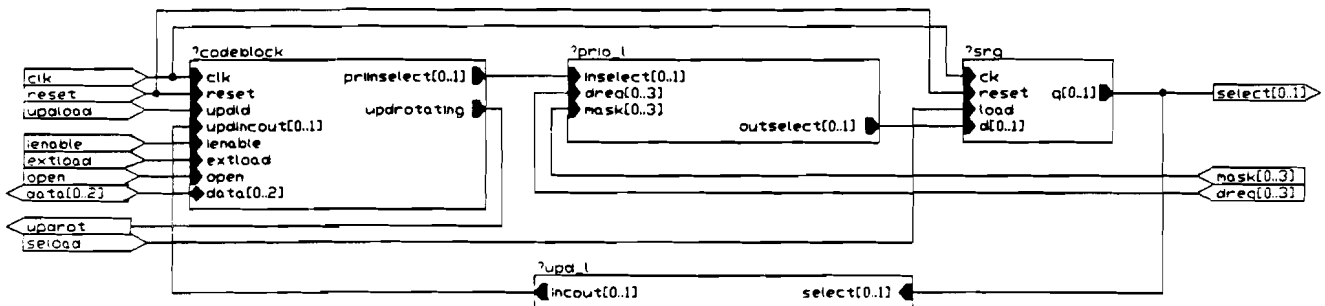 ?codeblock
?prio_l
?srg
clk
reset
updload
ienable
extload
open
data[0..2]
updrot
selload
clk
reset
updld
updincout[0..1]
ienable
extload
open
data[0..2]
priinselect[0..1]
updrotating
inselect[0..1]
dreq[0..3]
mask[0..3]
outselect[0..1]
ck
reset
load
d[0..1]
q[0..1]
select[0..1]
mask[0..3]
dreq[0..3]
?upd_l
incout[0..1]
select[0..1]